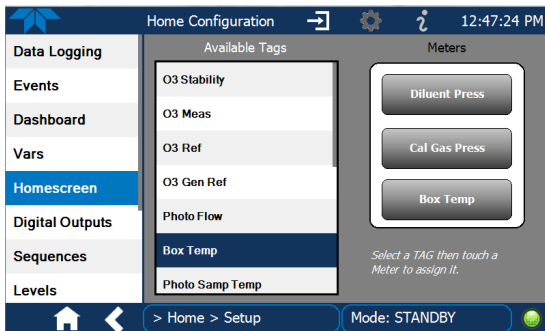 Home Configuration
12:47:24 PM
Data Logging
Events
Dashboard
Vars
Homescreen
Digital Outputs
Sequences
Levels
Available Tags
O3 Stability
O3 Meas
O3 Ref
O3 Gen Ref
Photo Flow
Box Temp
Photo Samp Temp
Meters
Diluent Press
Cal Gas Press
Box Temp
Select a TAG then touch a
Meter to assign it.
> Home > Setup
Mode: STANDBY